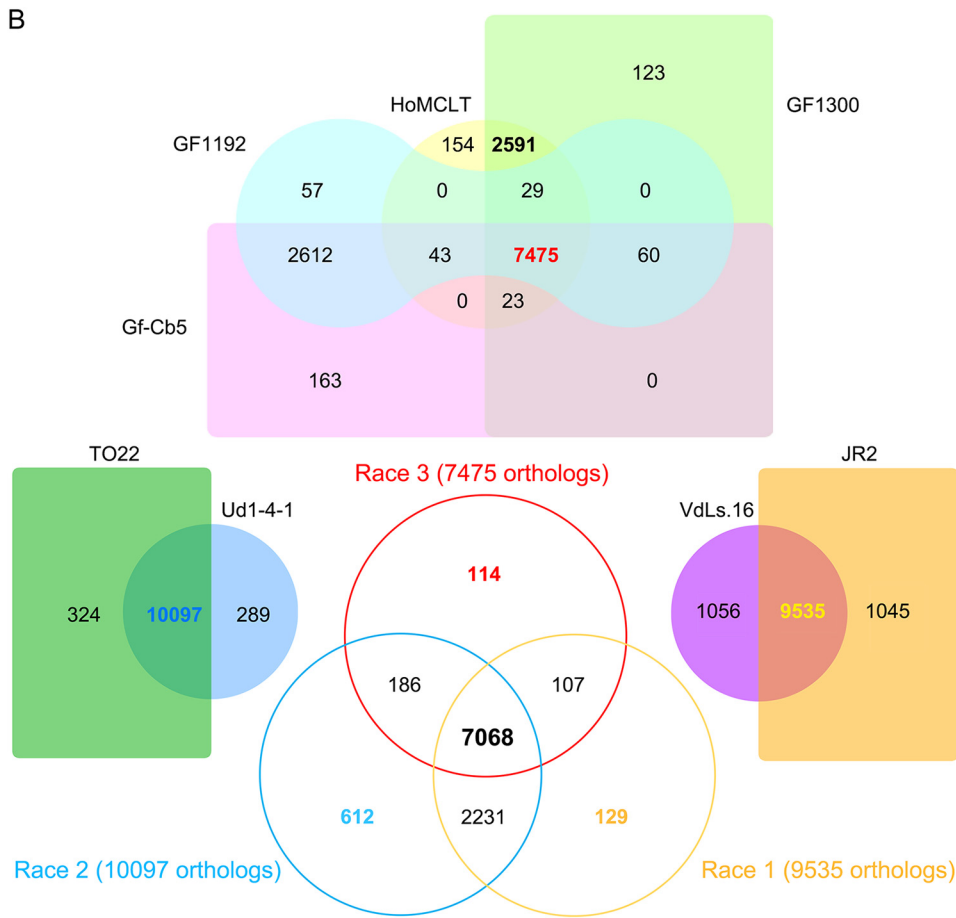 B
123
HoMCLT
GF1300
GF1192
154 2591
57 0 29 0
2612 43 7475 60
0 23
Gf-Cb5
163 0
TO22 JR2
Race 3 (7475 orthologs)
Ud1-4-1 VdLs.16
114
324 10097 289 1056 9535 1045
186 107
7068
612 2231 129
Race 2 (10097 orthologs) Race 1 (9535 orthologs)